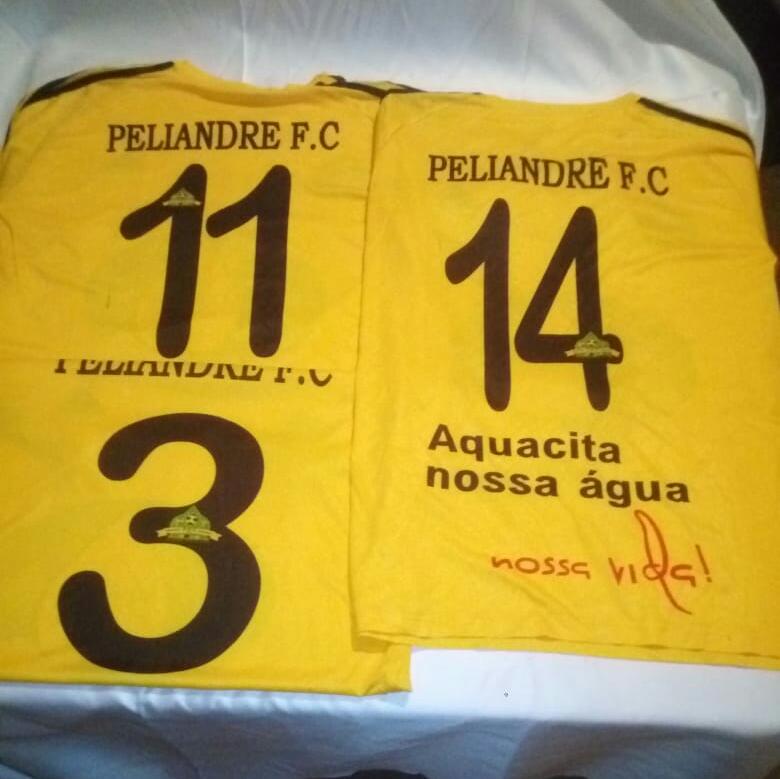 PELIANDRE F.C
11
PELIANDRE F.C
3
PELIANDRE F.C
14
Aquacita
nossa água
nossa vida!